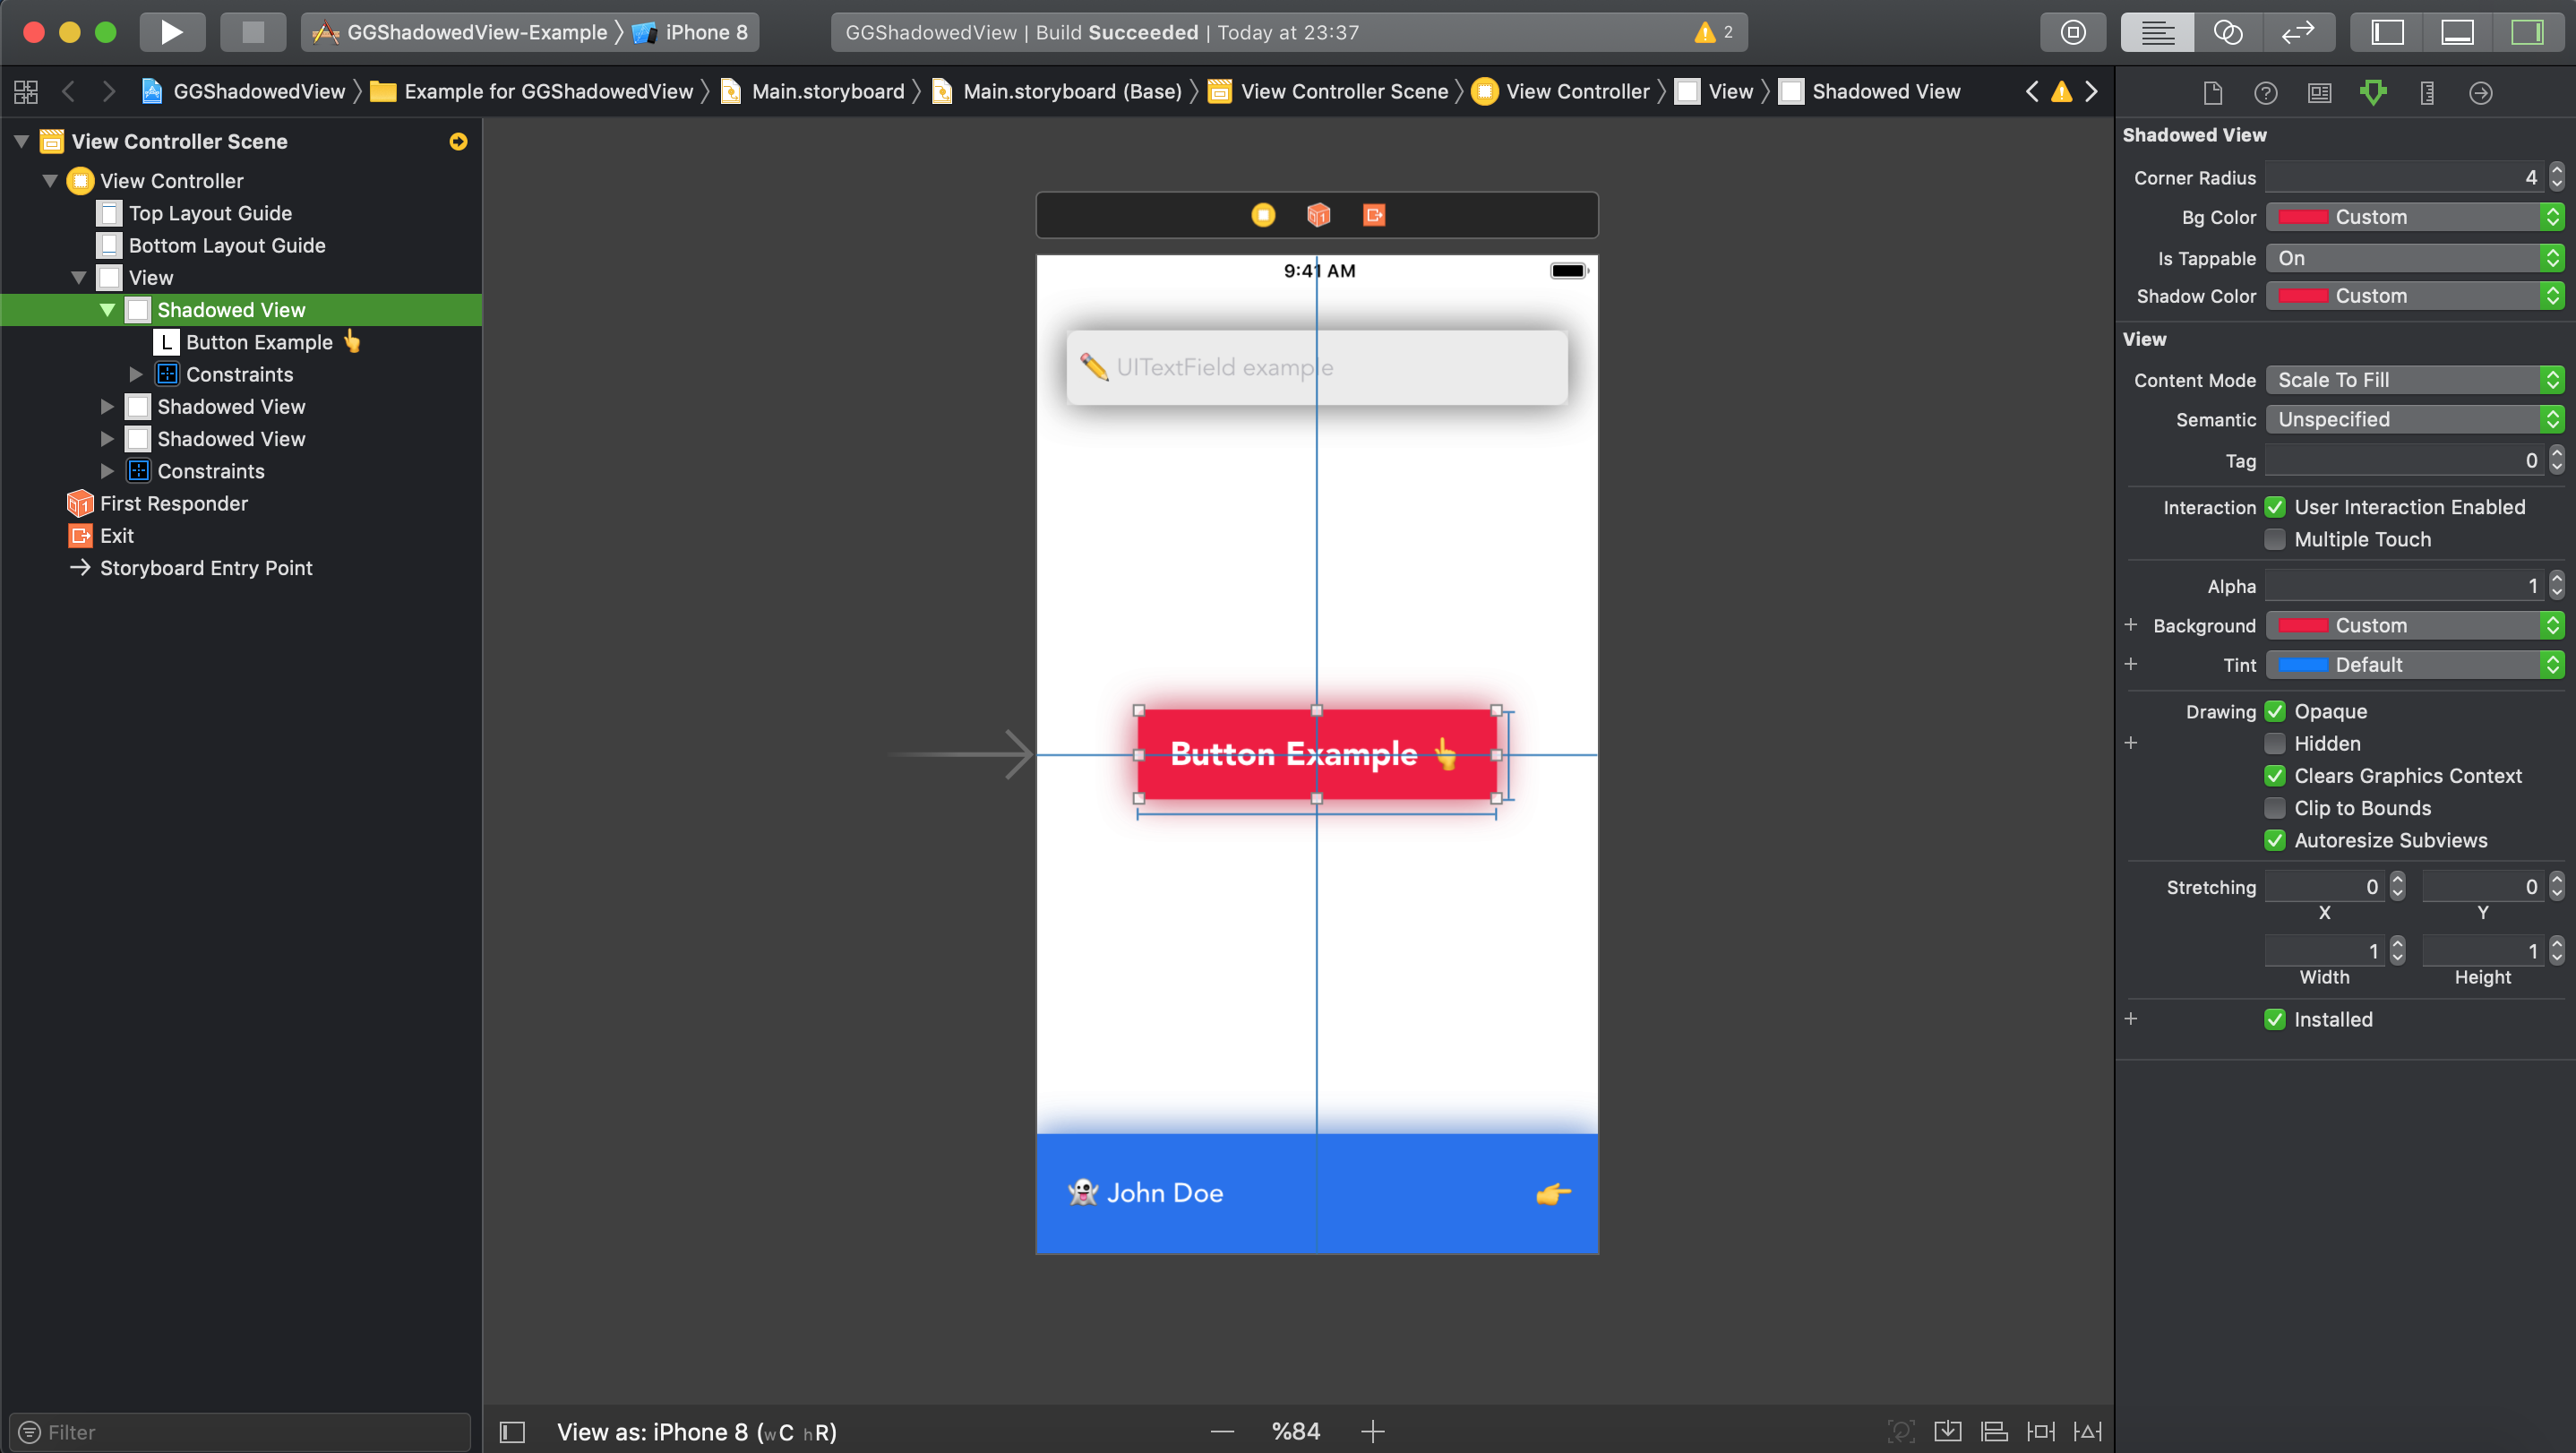 GGShadowedView-Example 〉 iPhone 8
GGShadowedView | Build Succeeded | Today at 23:37
2
GGShadowedView 〉 Example for GGShadowedView 〉 Main.storyboard 〉 Main.storyboard (Base) 〉 View Controller Scene 〉 View Controller 〉 View 〉 Shadowed View
View Controller Scene
View Controller
Top Layout Guide
Bottom Layout Guide
View
Shadowed View
L Button Example 👆
Constraints
Shadowed View
Shadowed View
Constraints
First Responder
Exit
Storyboard Entry Point
Filter
9:41 AM
✏️ UITextField example
Button Example 👆
👻 John Doe 👉
View as: iPhone 8 (wC hR)
%84
Shadowed View
Corner Radius 4
Bg Color Custom
Is Tappable On
Shadow Color Custom
View
Content Mode Scale To Fill
Semantic Unspecified
Tag 0
Interaction User Interaction Enabled
Multiple Touch
Alpha 1
+ Background Custom
+ Tint Default
Drawing Opaque
+ Hidden
Clears Graphics Context
Clip to Bounds
Autoresize Subviews
Stretching 0 0
X Y
1 1
Width Height
+ Installed